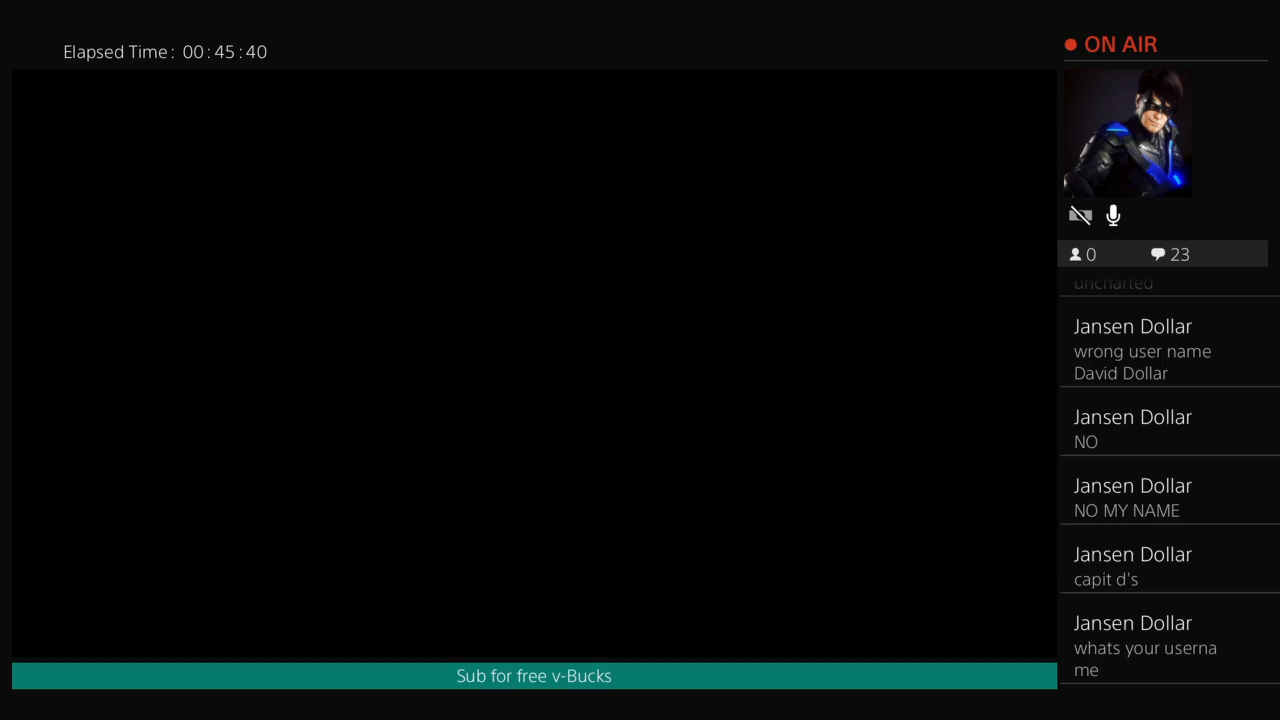 Elapsed Time: 00:45:40
ON AIR
0 23
uncharted
Jansen Dollar
wrong user name
David Dollar
Jansen Dollar
NO
Jansen Dollar
NO MY NAME
Jansen Dollar
capit d's
Jansen Dollar
whats your userna
me
Sub for free v-Bucks